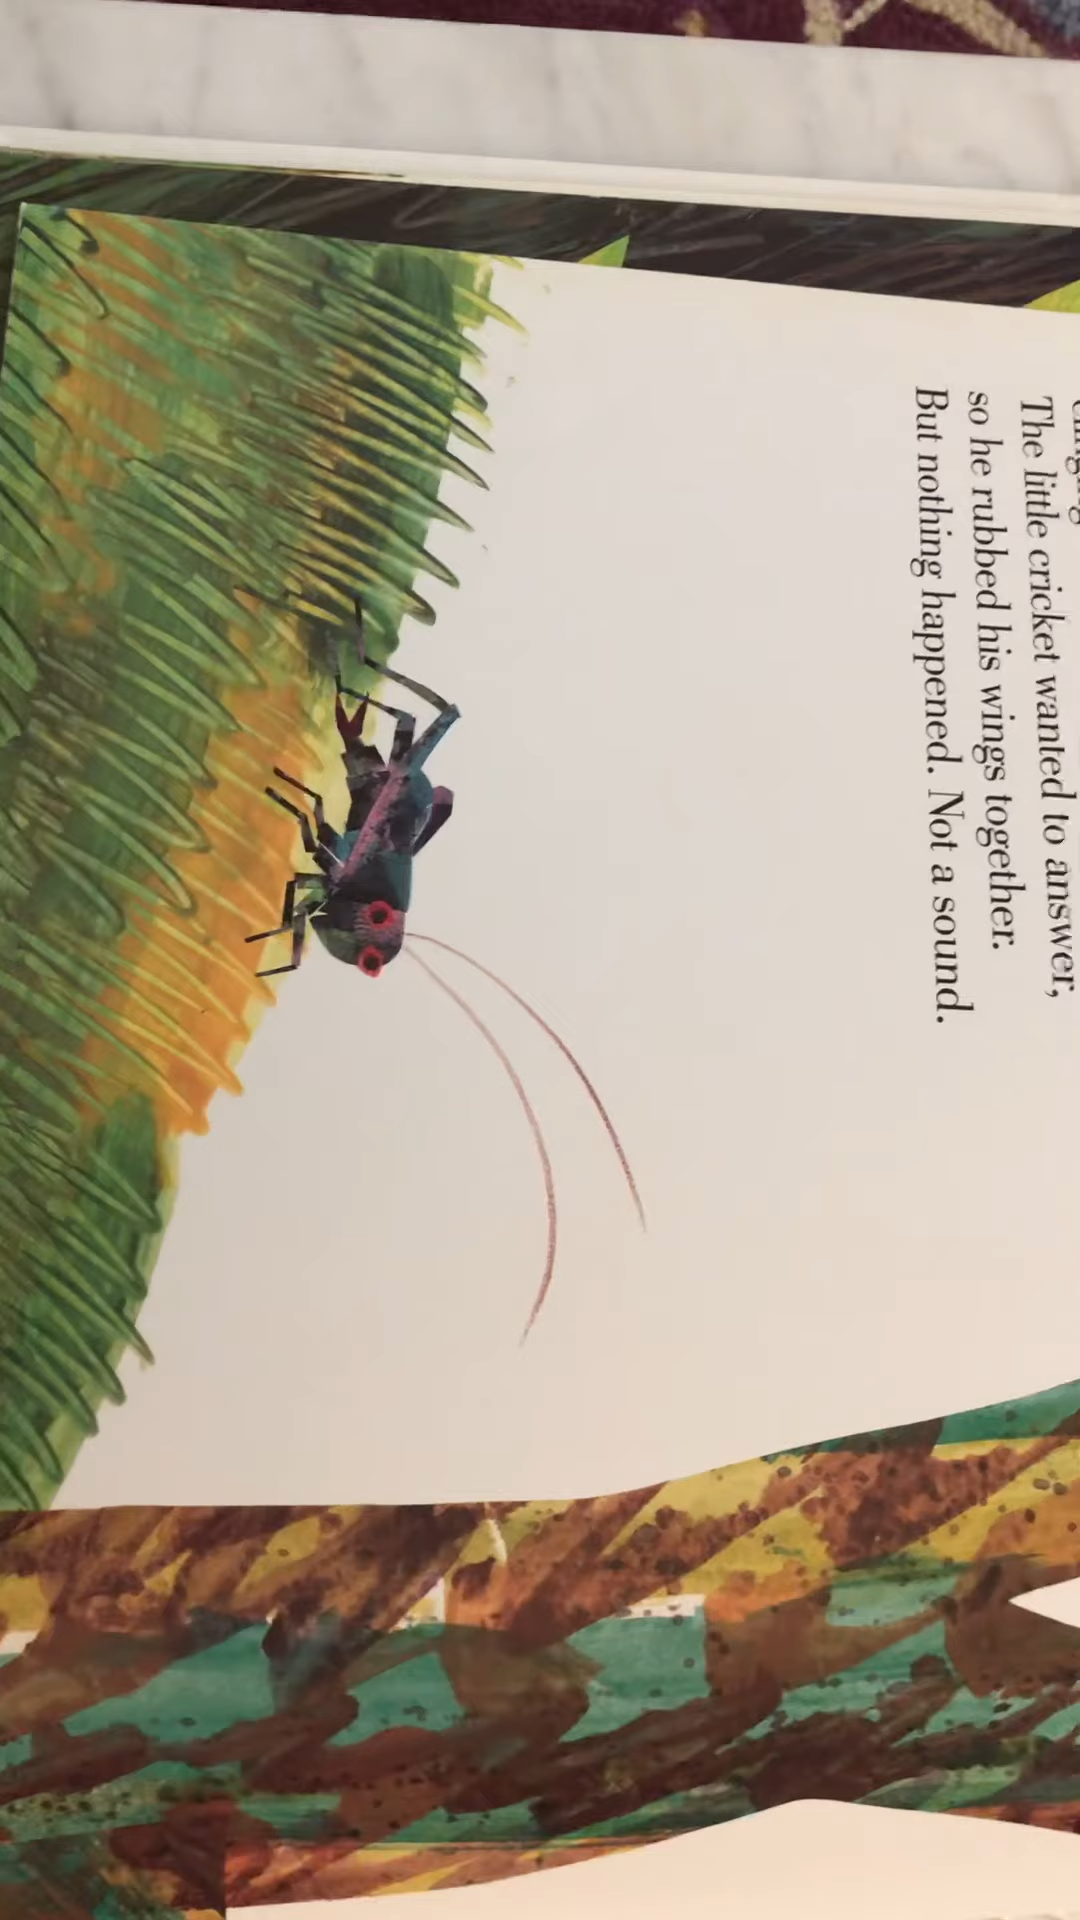 The little cricket wanted to answer,
so he rubbed his wings together.
But nothing happened. Not a sound.